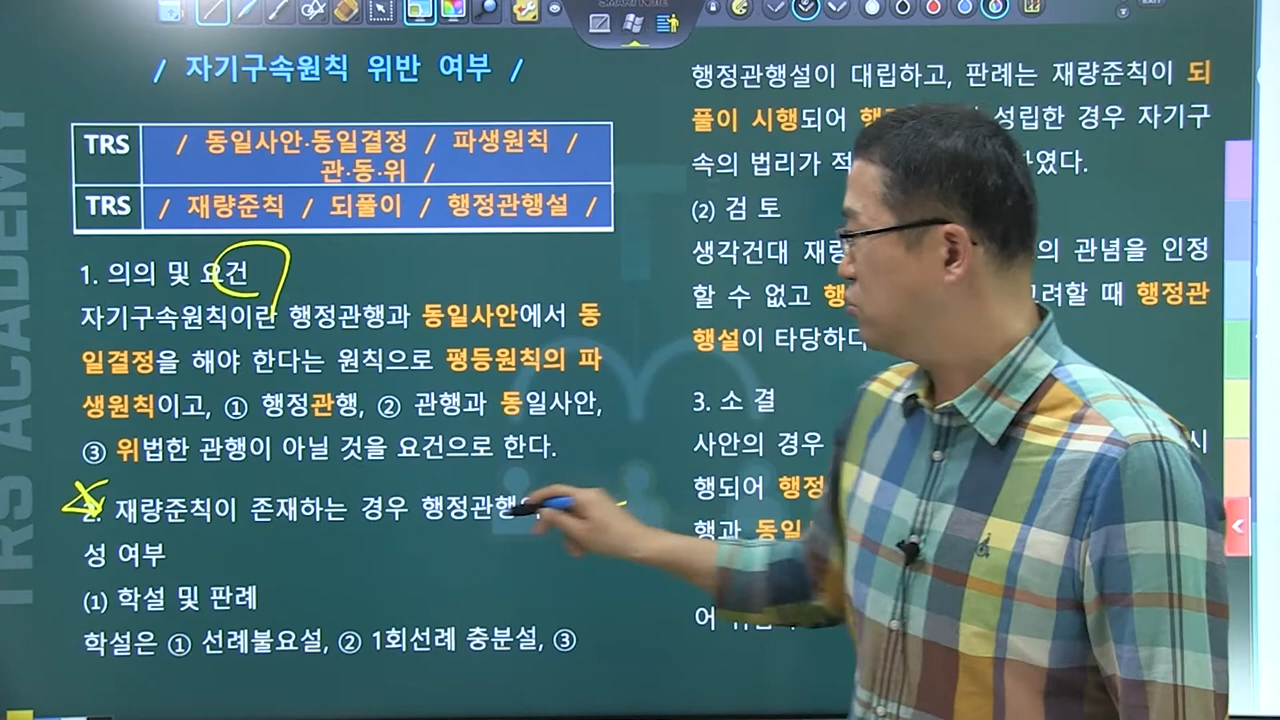 SMART NOTE
EXIT
/ 자기구속원칙 위반 여부 /
TRS / 동일사안·동일결정 / 파생원칙 /
관·동·위 /
TRS / 재량준칙 / 되풀이 / 행정관행설 /
1. 의의 및 요건
자기구속원칙이란 행정관행과 동일사안에서 동
일결정을 해야 한다는 원칙으로 평등원칙의 파
생원칙이고, ① 행정관행, ② 관행과 동일사안,
③ 위법한 관행이 아닐 것을 요건으로 한다.
2. 재량준칙이 존재하는 경우 행정관행
성 여부
(1) 학설 및 판례
학설은 ① 선례불요설, ② 1회선례 충분설, ③
행정관행설이 대립하고, 판례는 재량준칙이 되
풀이 시행되어 성립한 경우 자기구
속의 법리가
(2) 검 토
생각건대 의 관념을 인정
할 수 없고 할 때 행정관
행설이 타당하다
3. 소 결
사안의 경우 시
행되어 행정
행과 동일
어
TRS ACADEMY